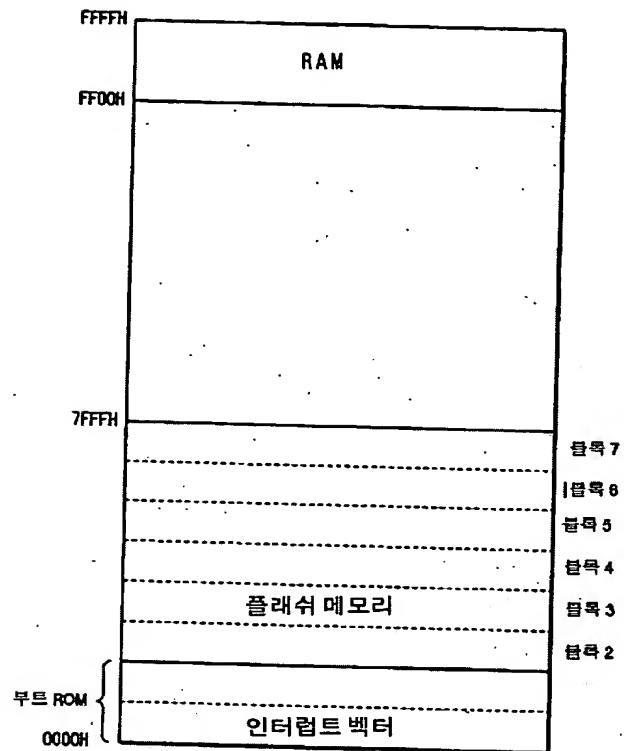 FFFFH
RAM
FF00H
7FFFH
블록 7
블록 6
블록 5
블록 4
플래쉬 메모리
블록 3
블록 2
부트 ROM
인터럽트 벡터
0000H